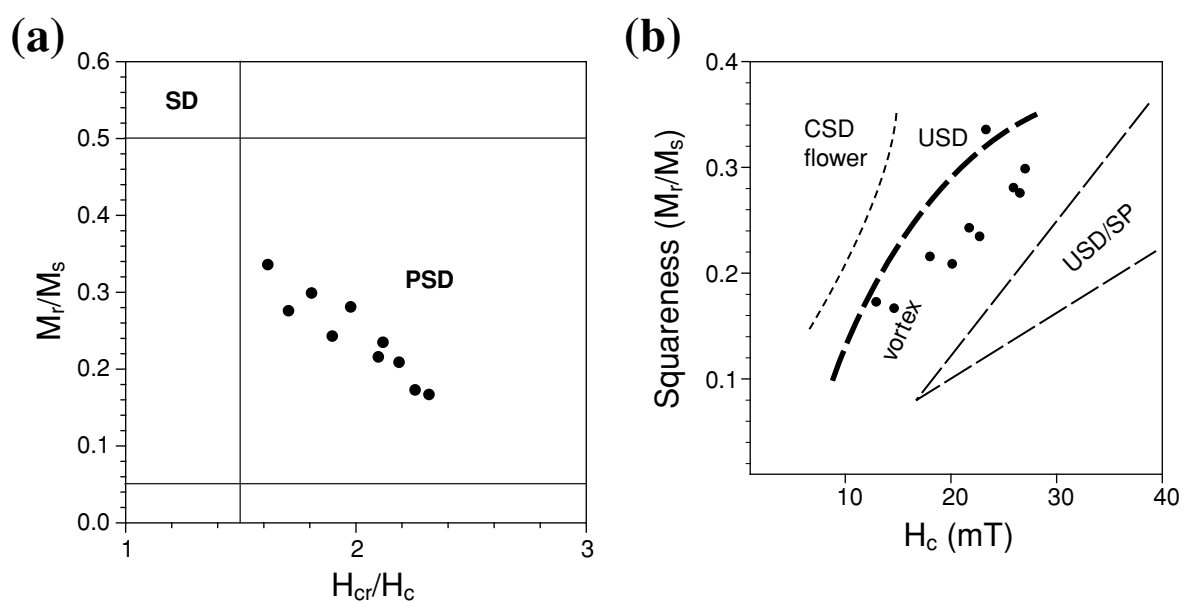 (a)
0.6
0.5
0.4
0.3
0.2
0.1
0.0
Mr/Ms
SD
PSD
1
2
3
Hcr/Hc
(b)
0.4
0.3
0.2
0.1
Squareness (Mr/Ms)
CSD
flower
USD
vortex
USD/SP
10
20
30
40
Hc (mT)